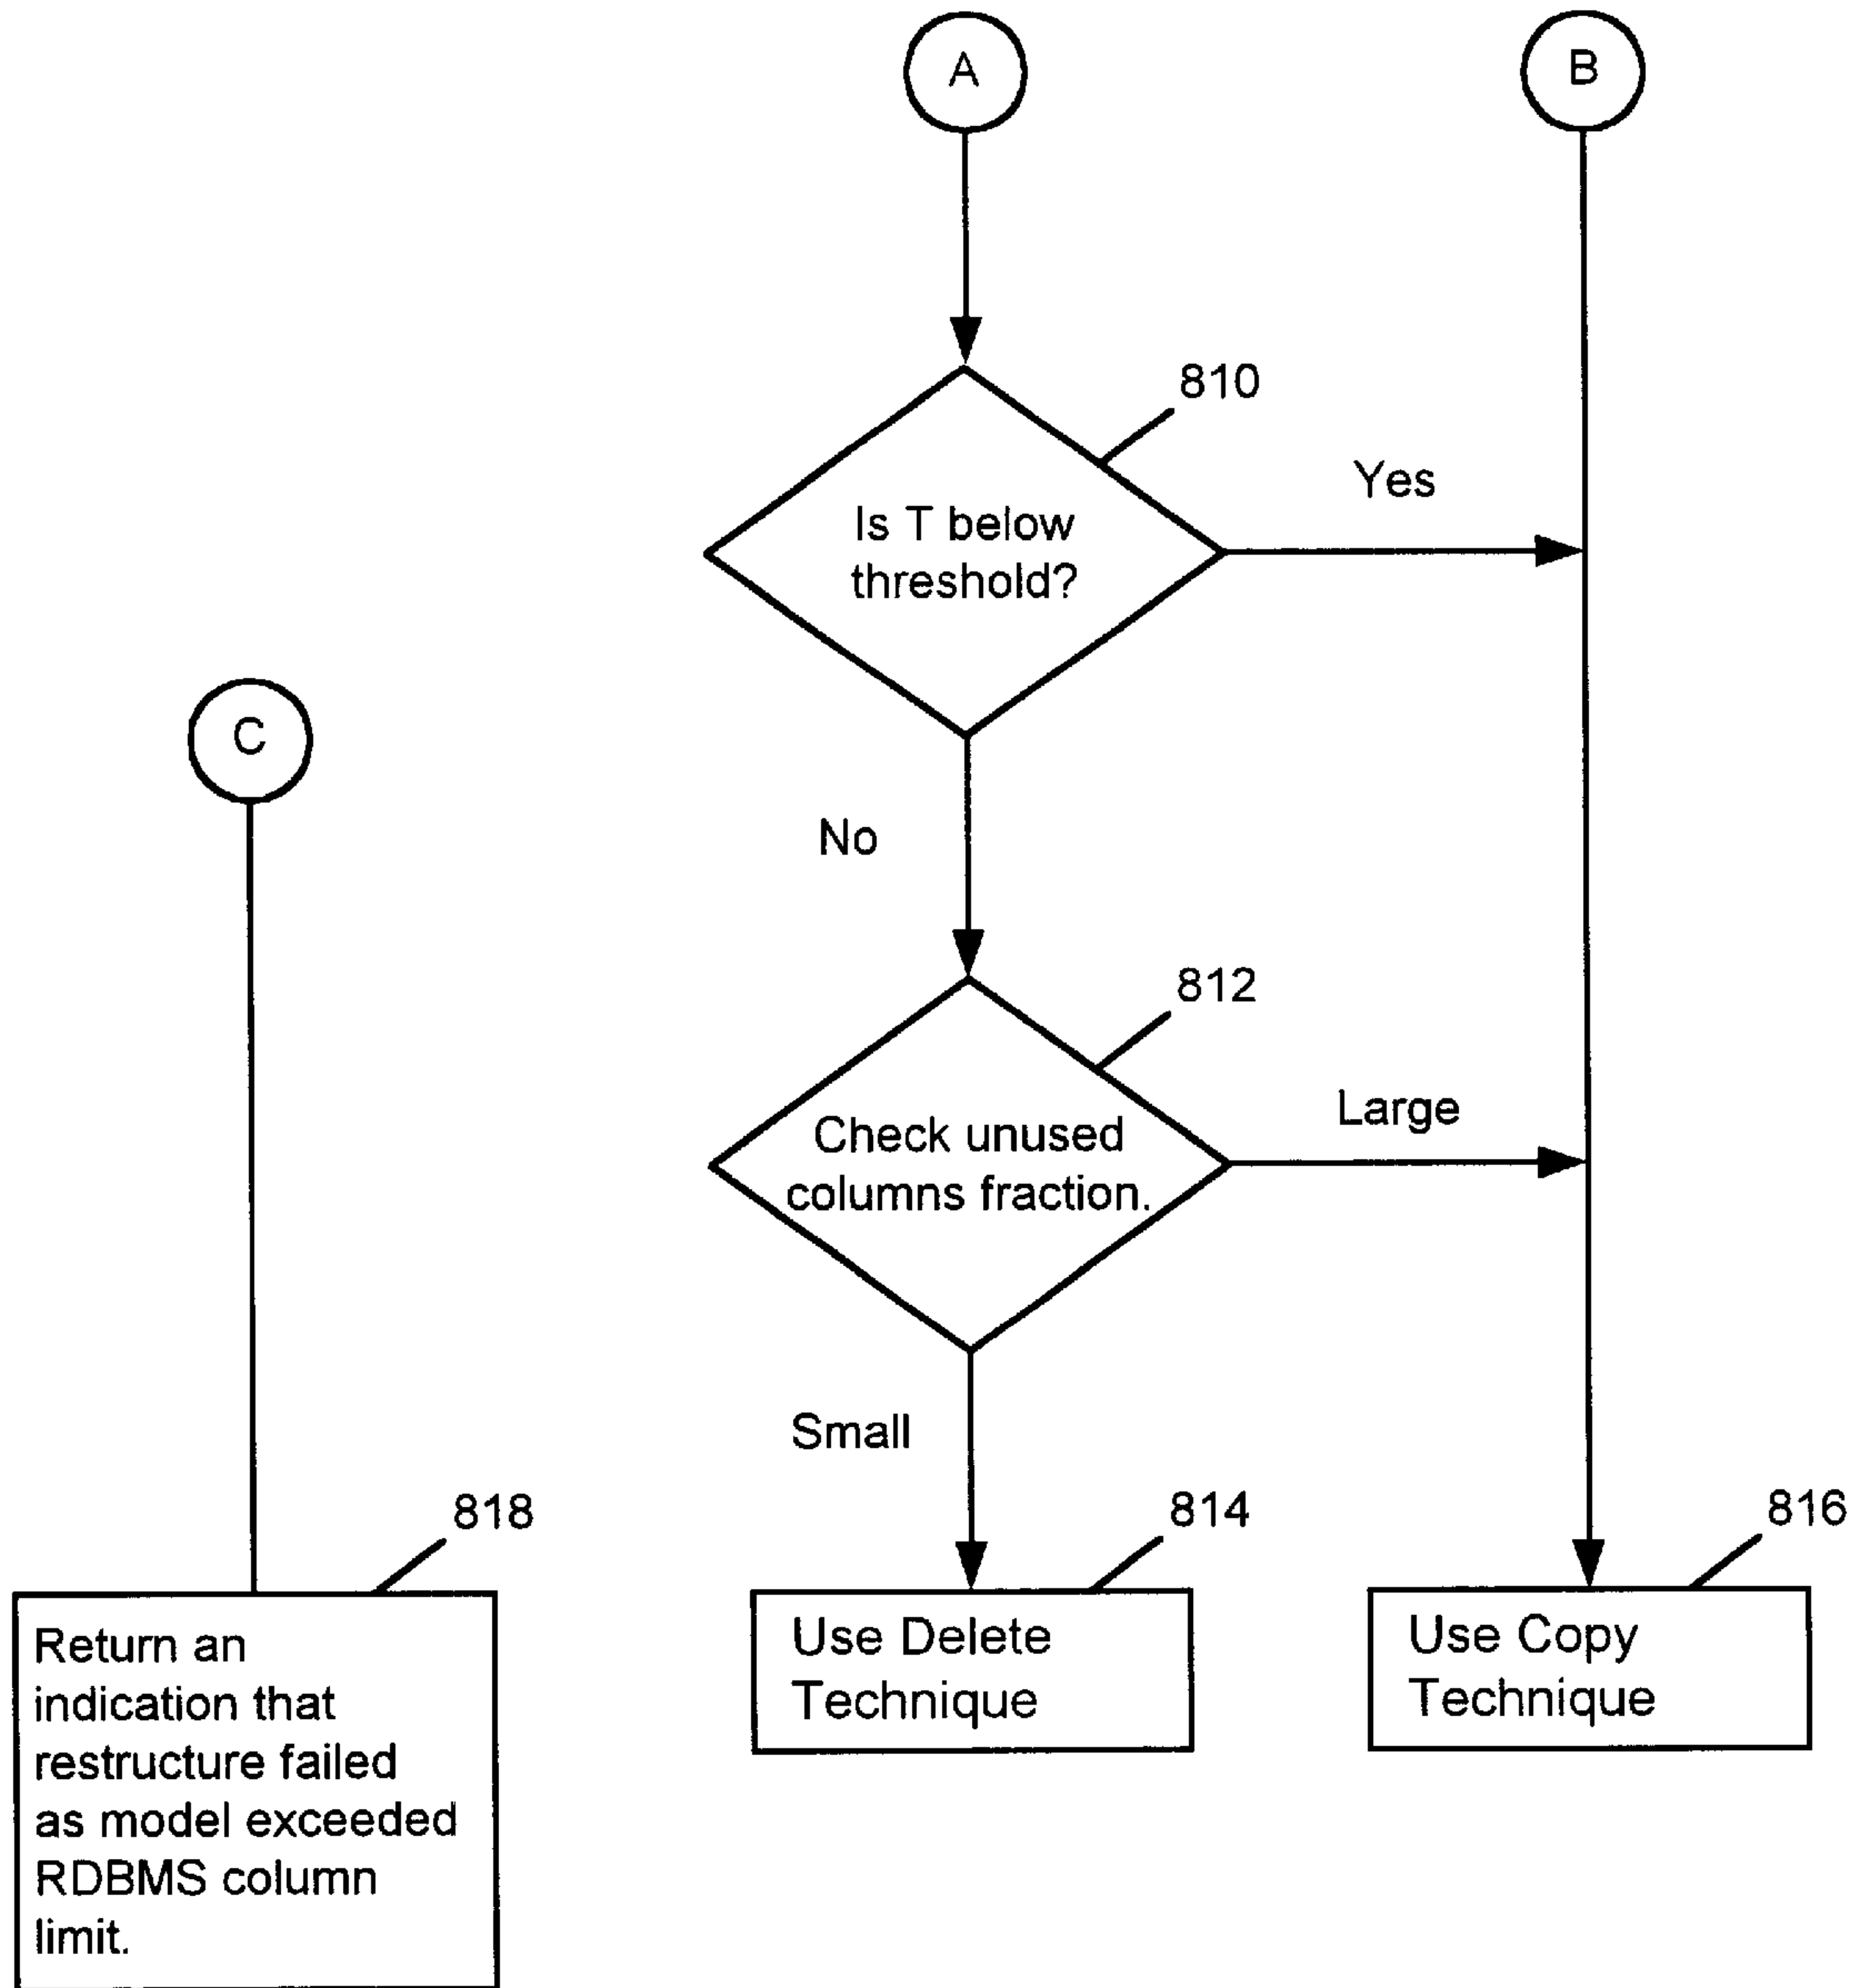 A
B
810
Is T below
threshold?
Yes
C
No
812
Check unused
columns fraction.
Large
Small
818
814
816
Return an
indication that
restructure failed
as model exceeded
RDBMS column
limit.
Use Delete
Technique
Use Copy
Technique